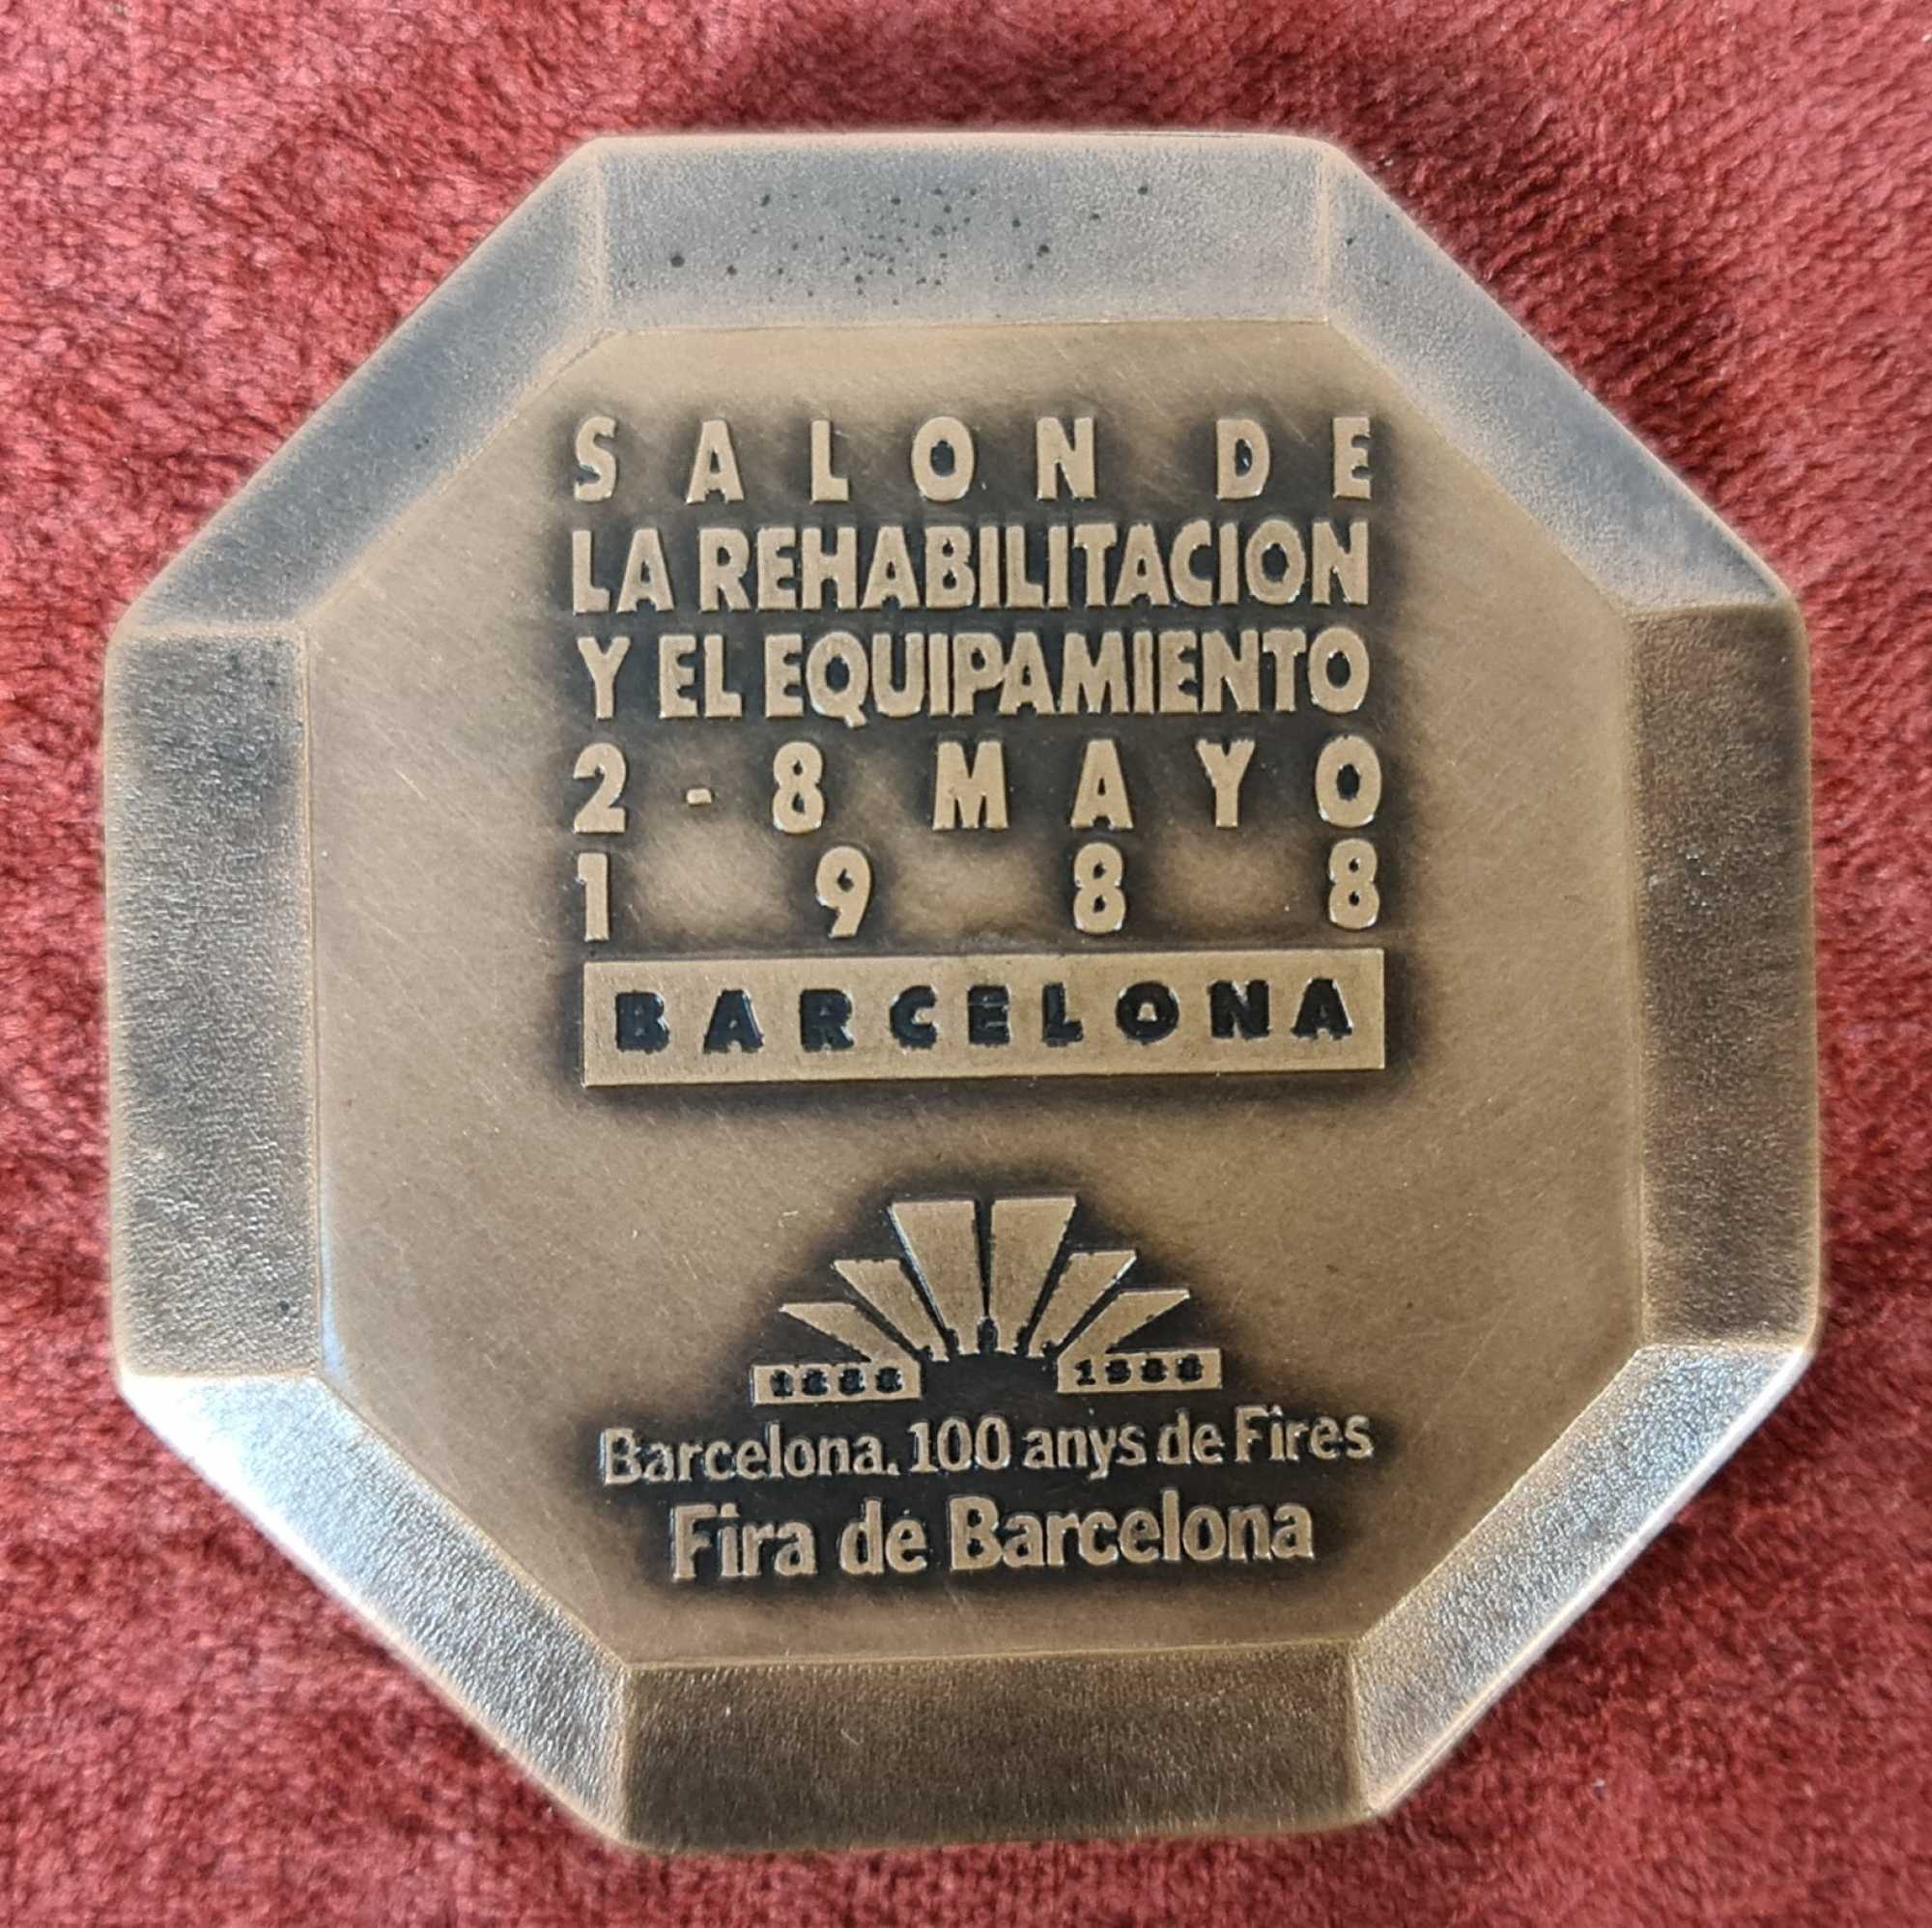 SALON DE
LA REHABILITACION
Y EL EQUIPAMIENTO
2-8 MAYO
1988
BARCELONA
1888 1988
Barcelona. 100 anys de Fires
Fira de Barcelona